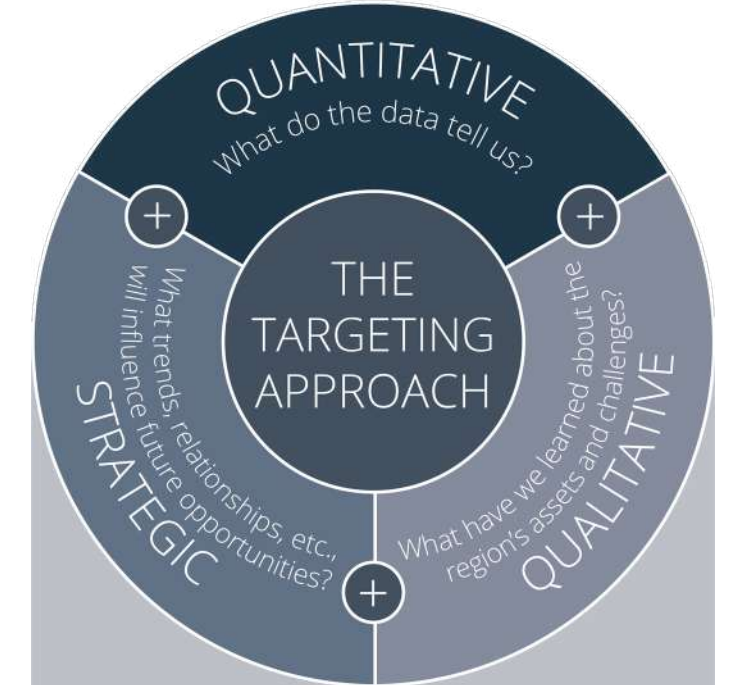 QUANTITATIVE
What do the data tell us?
+
+
THE
TARGETING
APPROACH
What trends, relationships, etc.,
will influence future opportunities?
STRATEGIC
What have we learned about the
region's assets and challenges?
QUALITATIVE
+